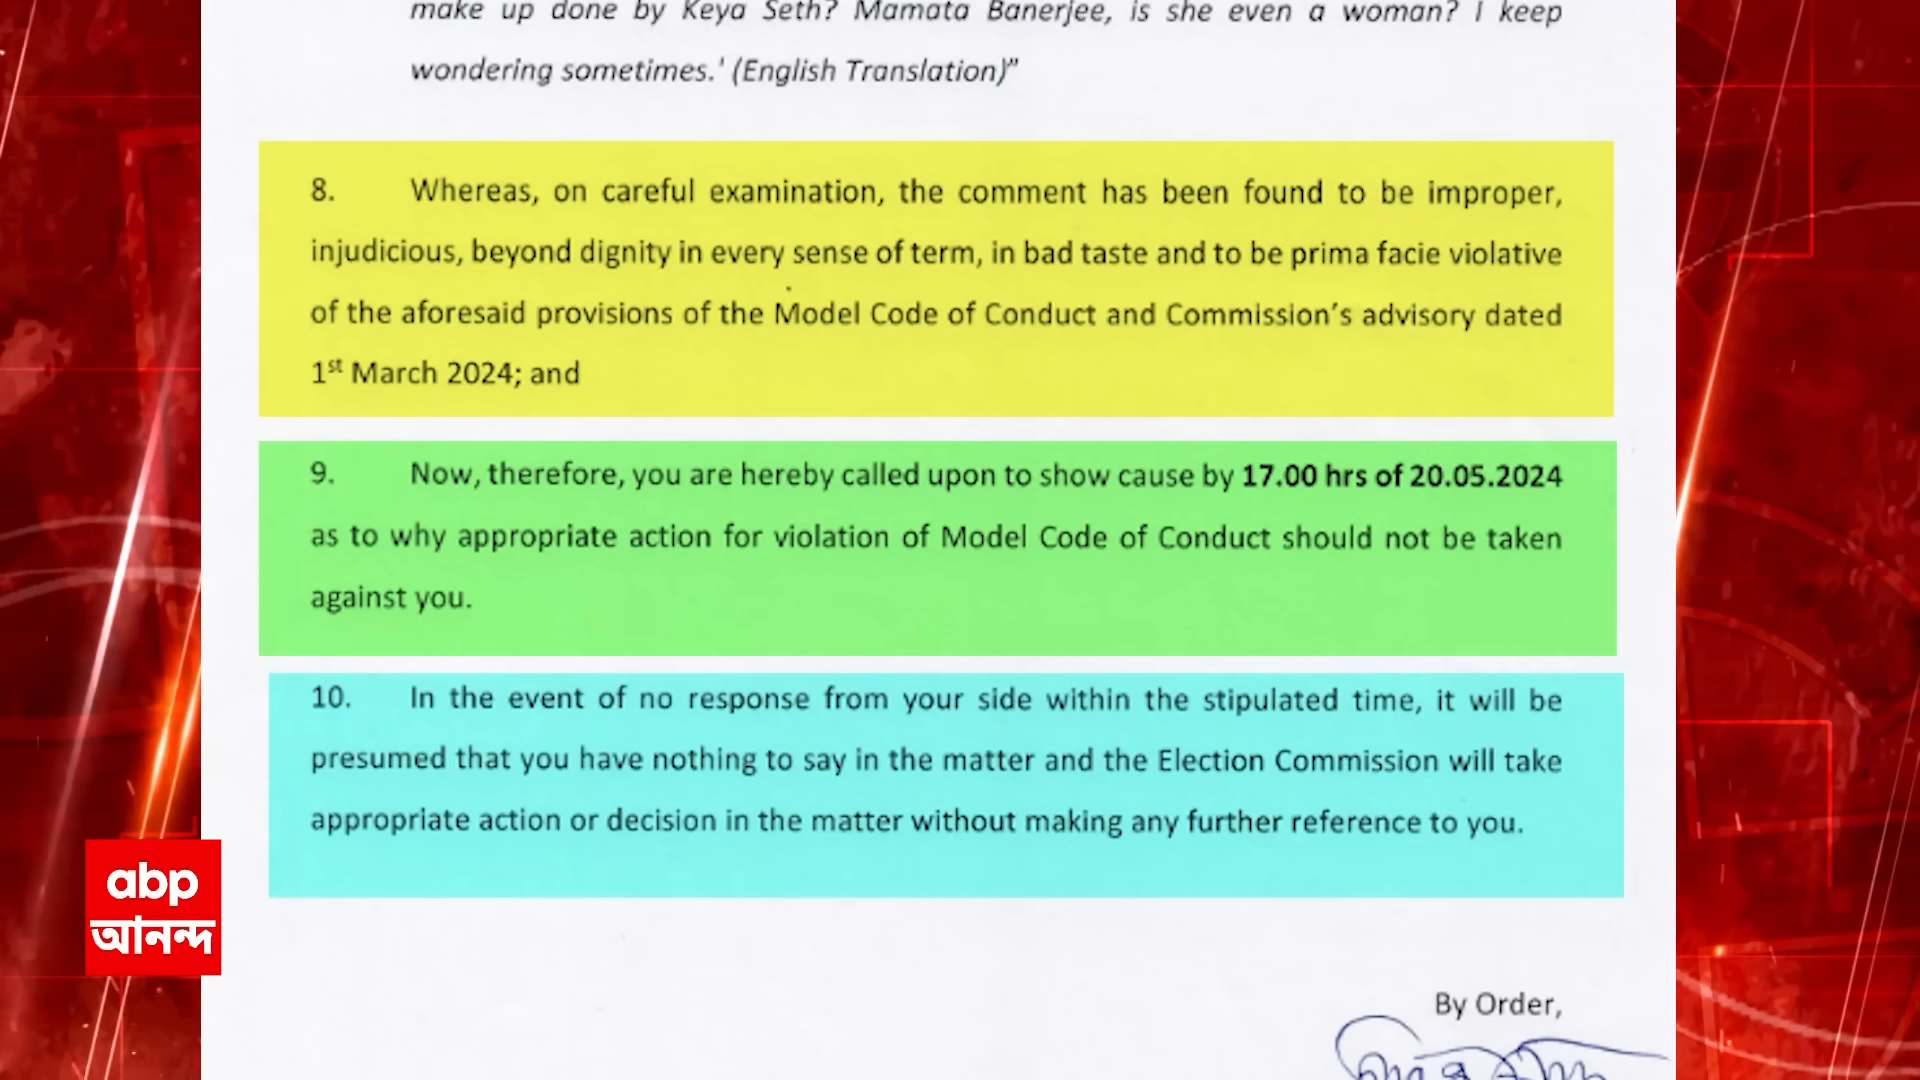 make up done by Keya Seth? Mamata Banerjee, is she even a woman? I keep
wondering sometimes.' (English Translation)”
8. Whereas, on careful examination, the comment has been found to be improper,
injudicious, beyond dignity in every sense of term, in bad taste and to be prima facie violative
of the aforesaid provisions of the Model Code of Conduct and Commission’s advisory dated
1st March 2024; and
9. Now, therefore, you are hereby called upon to show cause by 17.00 hrs of 20.05.2024
as to why appropriate action for violation of Model Code of Conduct should not be taken
against you.
10. In the event of no response from your side within the stipulated time, it will be
presumed that you have nothing to say in the matter and the Election Commission will take
appropriate action or decision in the matter without making any further reference to you.
abp
আনন্দ
By Order,